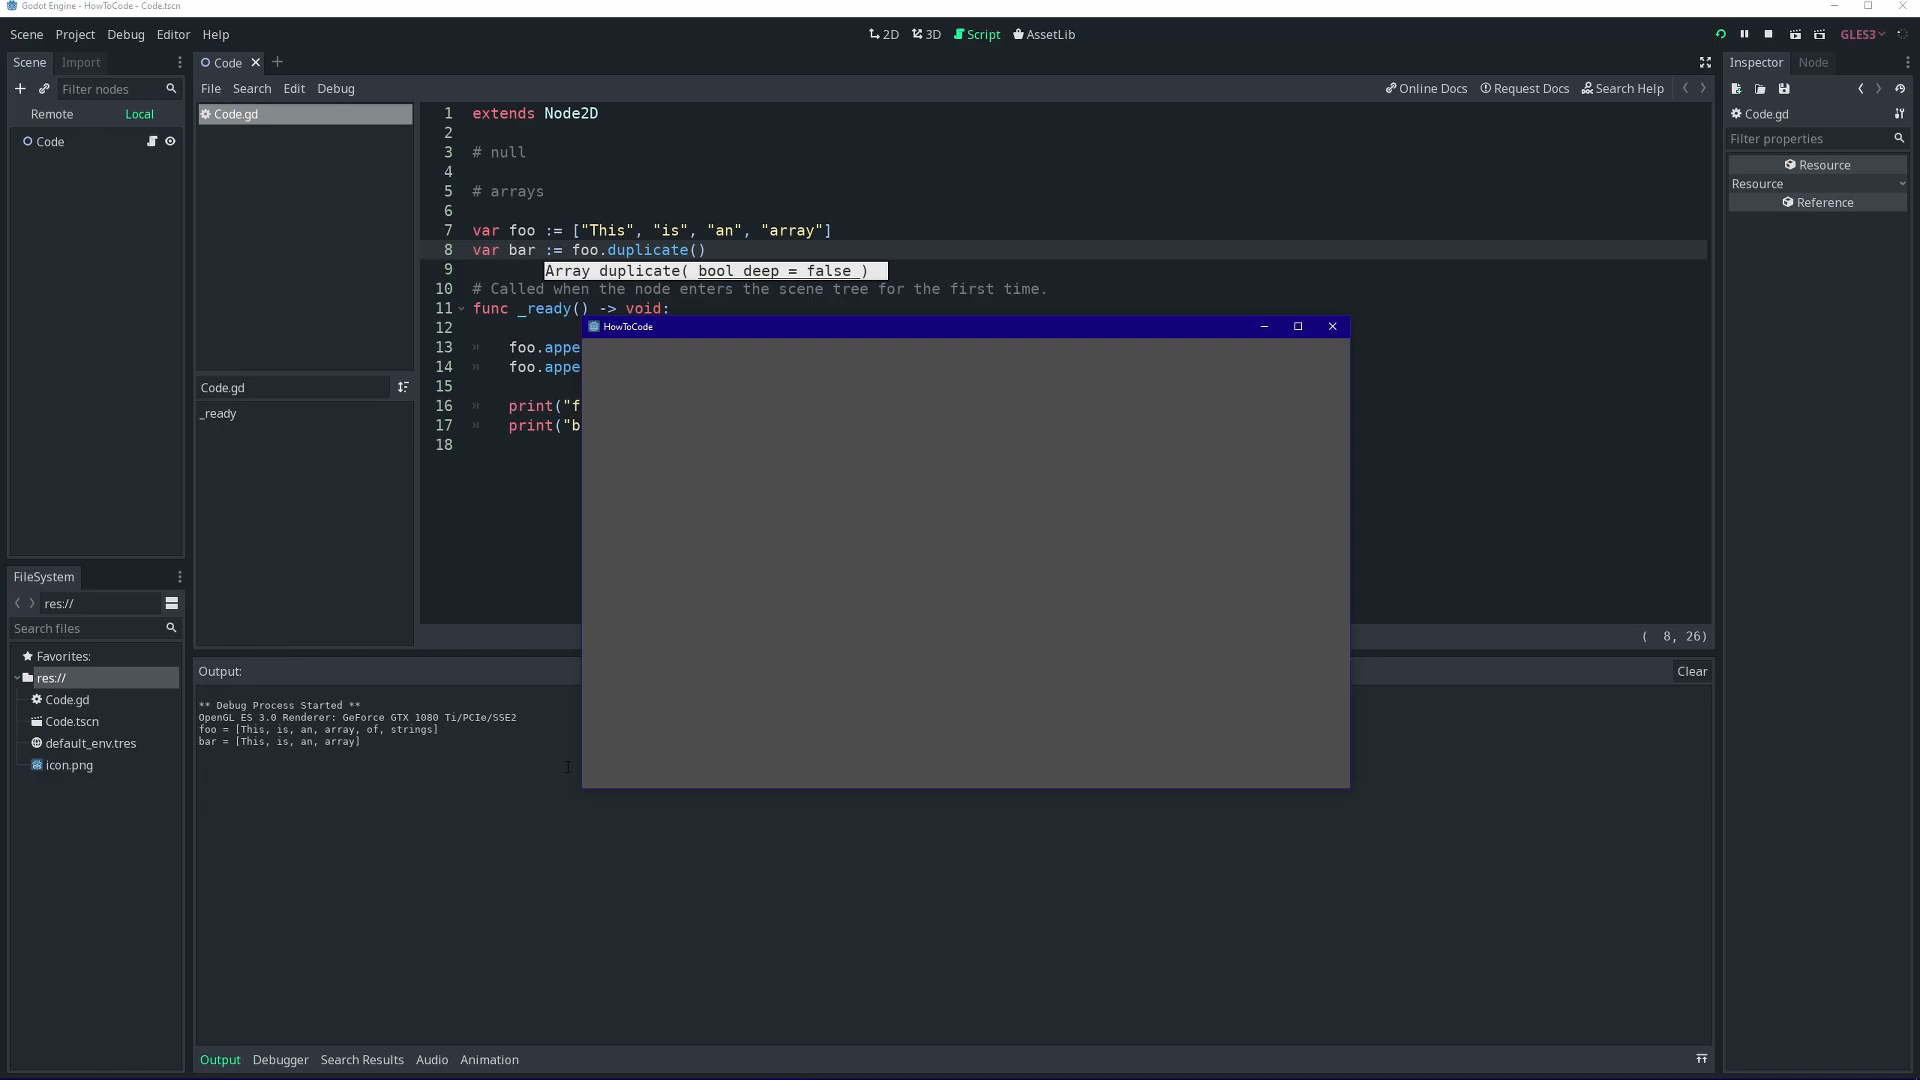 Godot Engine - HowToCode - Code.tscn
Scene Project Debug Editor Help
2D 3D Script AssetLib
GLES3
Scene Import
Filter nodes
Remote Local
Code
Code
File Search Edit Debug
Online Docs Request Docs Search Help
Code.gd
Code.gd
_ready
1 extends Node2D
2
3 # null
4
5 # arrays
6
7 var foo := ["This", "is", "an", "array"]
8 var bar := foo.duplicate()
9
Array duplicate( bool deep = false )
10 # Called when the node enters the scene tree for the first time.
11 func _ready() -> void:
12
13 foo.appe
14 foo.appe
15
16 print("f
17 print("b
18
HowToCode
( 8, 26)
Inspector Node
Code.gd
Filter properties
Resource
Resource
Reference
FileSystem
res://
Search files
Favorites:
res://
Code.gd
Code.tscn
default_env.tres
icon.png
Output:
Clear
** Debug Process Started **
OpenGL ES 3.0 Renderer: GeForce GTX 1080 Ti/PCIe/SSE2
foo = [This, is, an, array, of, strings]
bar = [This, is, an, array]
Output Debugger Search Results Audio Animation